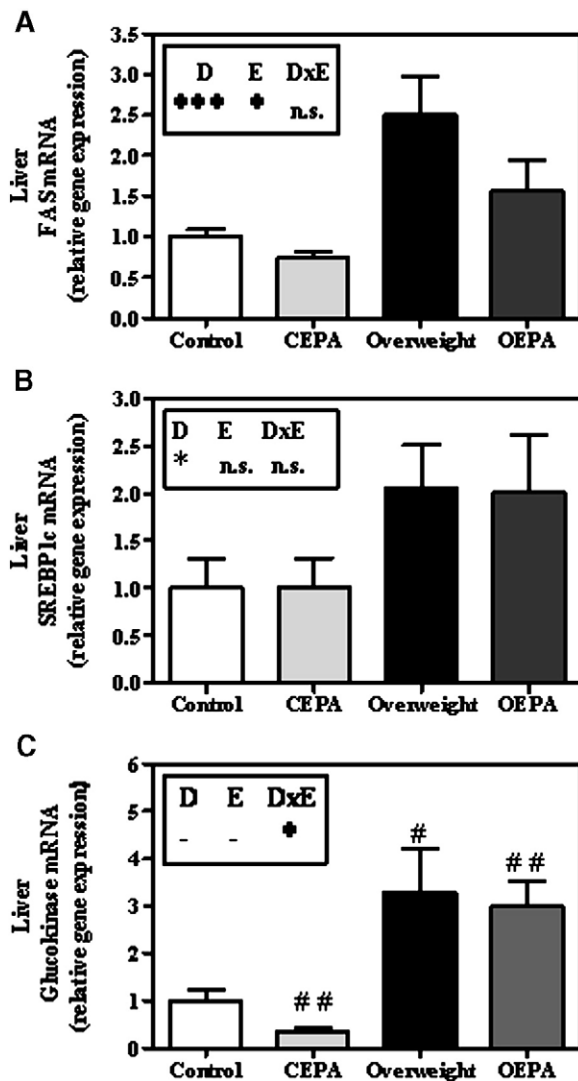 A
Liver
FAS mRNA
(relative gene expression)
3.5
3.0
2.5
2.0
1.5
1.0
0.5
0.0
D E DxE
n.s.
Control CEPA Overweight OEPA
B
Liver
SREBP1c mRNA
(relative gene expression)
3.0
2.5
2.0
1.5
1.0
0.5
0.0
D E DxE
* n.s. n.s.
Control CEPA Overweight OEPA
C
Liver
Glucokinase mRNA
(relative gene expression)
6
5
4
3
2
1
0
D E DxE
- -
# #
#
# #
Control CEPA Overweight OEPA